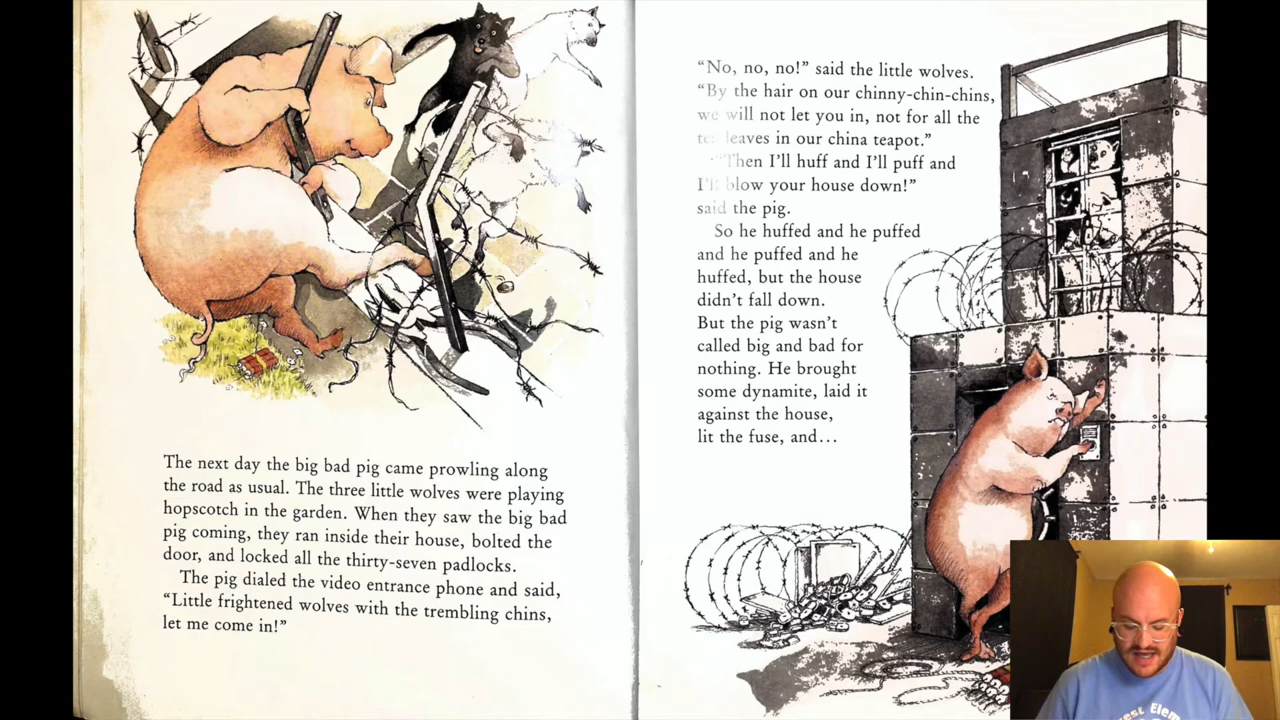 The next day the big bad pig came prowling along
the road as usual. The three little wolves were playing
hopscotch in the garden. When they saw the big bad
pig coming, they ran inside their house, bolted the
door, and locked all the thirty-seven padlocks.
The pig dialed the video entrance phone and said,
“Little frightened wolves with the trembling chins,
let me come in!”
“No, no, no!” said the little wolves.
“By the hair on our chinny-chin-chins,
we will not let you in, not for all the
tea leaves in our china teapot.”
“Then I’ll huff and I’ll puff and
I’ll blow your house down!”
said the pig.
So he huffed and he puffed
and he puffed and he
huffed, but the house
didn’t fall down.
But the pig wasn’t
called big and bad for
nothing. He brought
some dynamite, laid it
against the house,
lit the fuse, and…